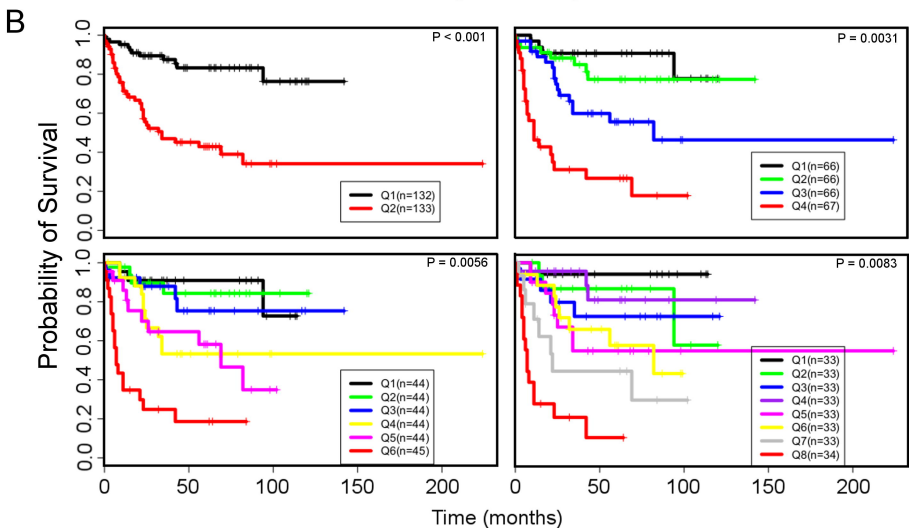 B
Probability of Survival
1.0
0.8
0.6
0.4
0.2
0.0
P < 0.001
Q1(n=132)
Q2(n=133)
P = 0.0031
Q1(n=66)
Q2(n=66)
Q3(n=66)
Q4(n=67)
1.0
0.8
0.6
0.4
0.2
0.0
P = 0.0056
Q1(n=44)
Q2(n=44)
Q3(n=44)
Q4(n=44)
Q5(n=44)
Q6(n=45)
P = 0.0083
Q1(n=33)
Q2(n=33)
Q3(n=33)
Q4(n=33)
Q5(n=33)
Q6(n=33)
Q7(n=33)
Q8(n=34)
0 50 100 150 200
0 50 100 150 200
Time (months)